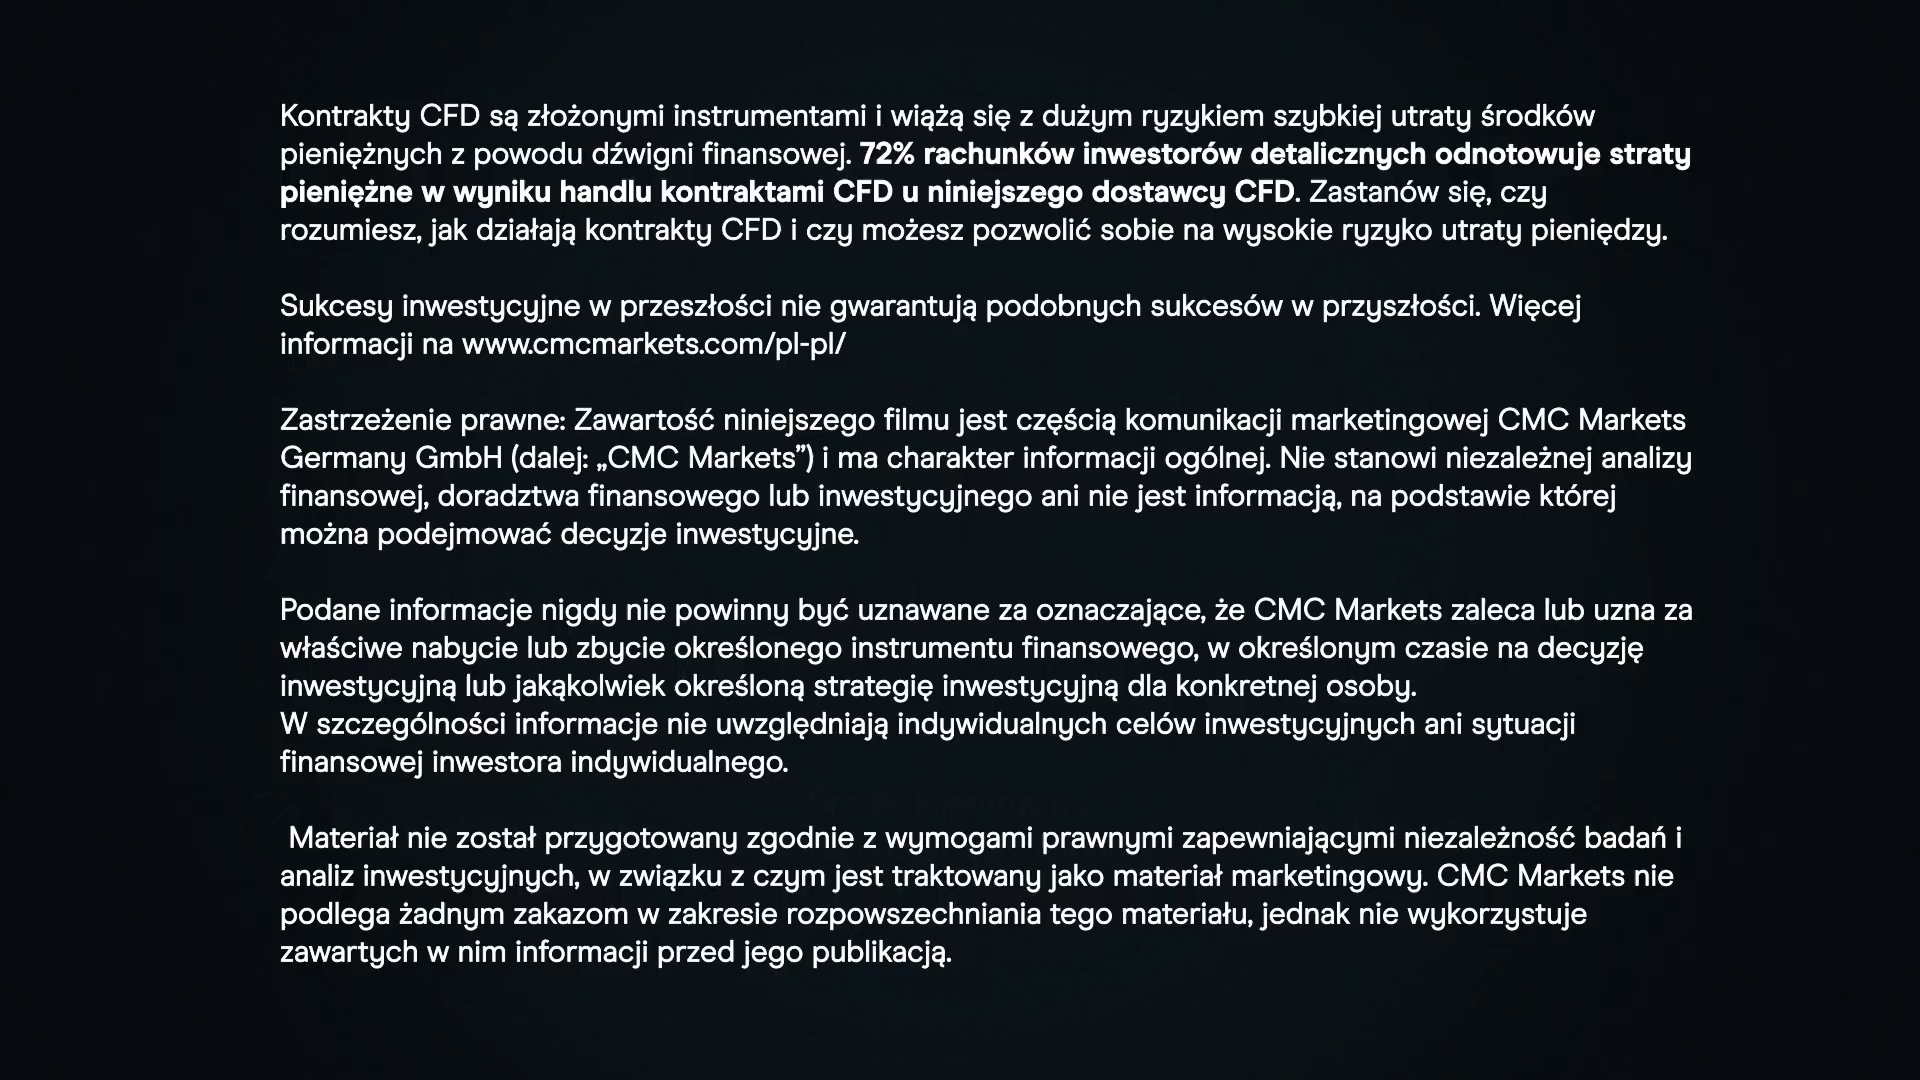 Kontrakty CFD są złożonymi instrumentami i wiążą się z dużym ryzykiem szybkiej utraty środków
pieniężnych z powodu dźwigni finansowej. 72% rachunków inwestorów detalicznych odnotowuje straty
pieniężne w wyniku handlu kontraktami CFD u niniejszego dostawcy CFD. Zastanów się, czy
rozumiesz, jak działają kontrakty CFD i czy możesz pozwolić sobie na wysokie ryzyko utraty pieniędzy.
Sukcesy inwestycyjne w przeszłości nie gwarantują podobnych sukcesów w przyszłości. Więcej
informacji na www.cmcmarkets.com/pl-pl/
Zastrzeżenie prawne: Zawartość niniejszego filmu jest częścią komunikacji marketingowej CMC Markets
Germany GmbH (dalej: „CMC Markets”) i ma charakter informacji ogólnej. Nie stanowi niezależnej analizy
finansowej, doradztwa finansowego lub inwestycyjnego ani nie jest informacją, na podstawie której
można podejmować decyzje inwestycyjne.
Podane informacje nigdy nie powinny być uznawane za oznaczające, że CMC Markets zaleca lub uzna za
właściwe nabycie lub zbycie określonego instrumentu finansowego, w określonym czasie na decyzję
inwestycyjną lub jakąkolwiek określoną strategię inwestycyjną dla konkretnej osoby.
W szczególności informacje nie uwzględniają indywidualnych celów inwestycyjnych ani sytuacji
finansowej inwestora indywidualnego.
Materiał nie został przygotowany zgodnie z wymogami prawnymi zapewniającymi niezależność badań i
analiz inwestycyjnych, w związku z czym jest traktowany jako materiał marketingowy. CMC Markets nie
podlega żadnym zakazom w zakresie rozpowszechniania tego materiału, jednak nie wykorzystuje
zawartych w nim informacji przed jego publikacją.